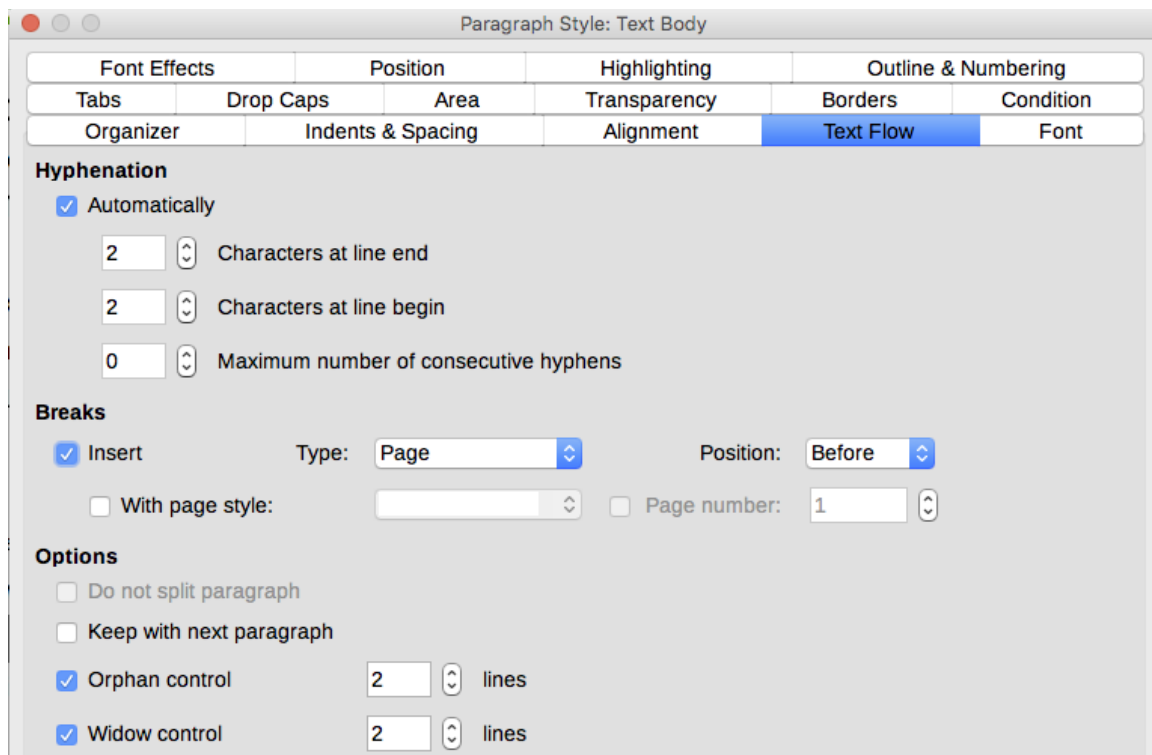 Paragraph Style: Text Body
Font Effects Position Highlighting Outline & Numbering
Tabs Drop Caps Area Transparency Borders Condition
Organizer Indents & Spacing Alignment Text Flow Font
Hyphenation
Automatically
2 Characters at line end
2 Characters at line begin
0 Maximum number of consecutive hyphens
Breaks
Insert Type: Page Position: Before
With page style: Page number: 1
Options
Do not split paragraph
Keep with next paragraph
Orphan control 2 lines
Widow control 2 lines